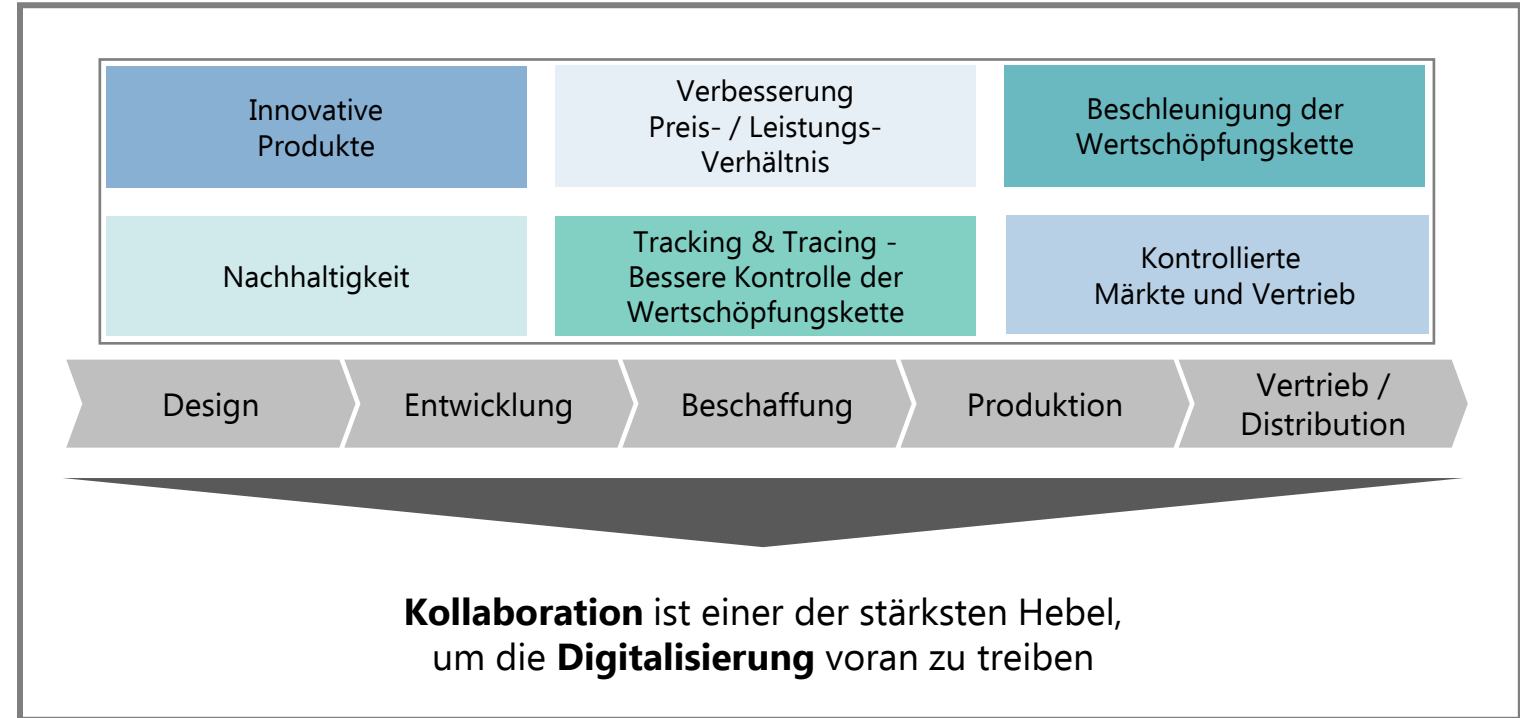 Innovative
Produkte
Verbesserung
Preis- / Leistungs-
Verhältnis
Beschleunigung der
Wertschöpfungskette
Nachhaltigkeit
Tracking & Tracing -
Bessere Kontrolle der
Wertschöpfungskette
Kontrollierte
Märkte und Vertrieb
Design
Entwicklung
Beschaffung
Produktion
Vertrieb /
Distribution
Kollaboration ist einer der stärksten Hebel,
um die Digitalisierung voran zu treiben